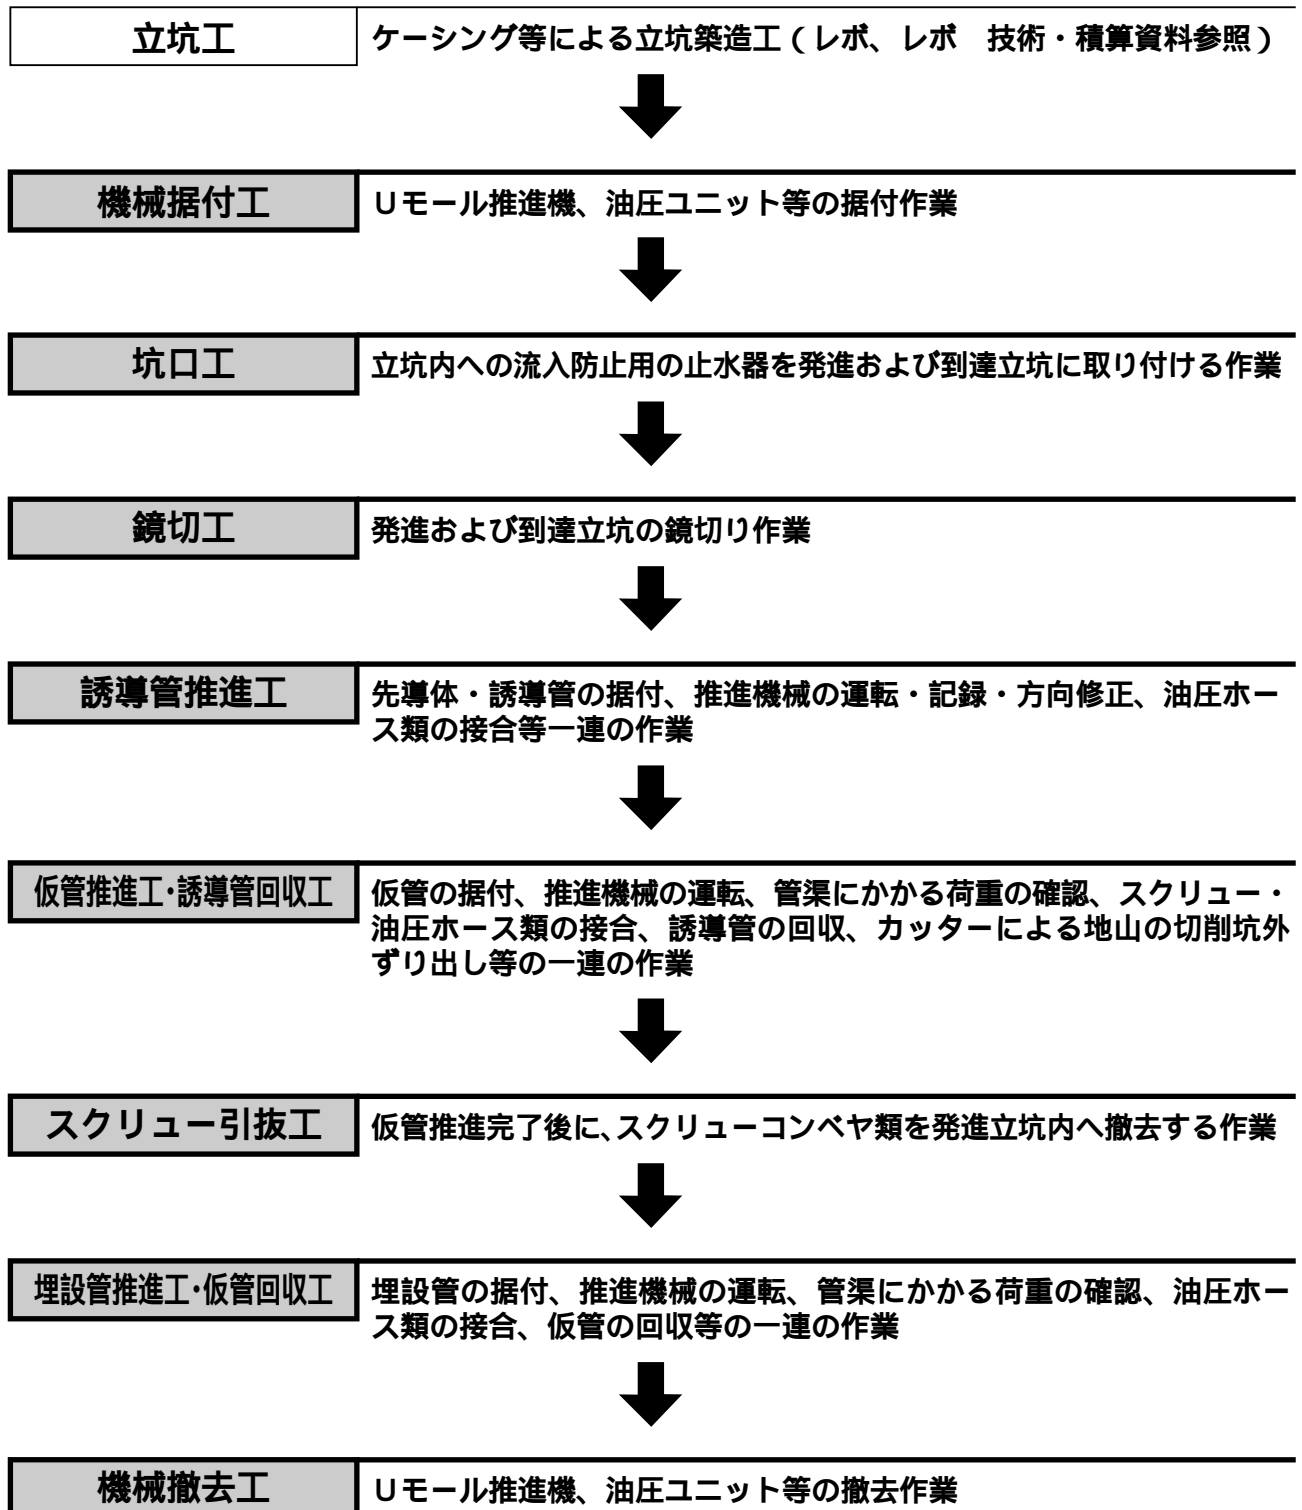 立坑工
ケーシング等による立坑築造工（レボ、レボ　技術・積算資料参照）
機械据付工
Ｕモール推進機、油圧ユニット等の据付作業
坑口工
立坑内への流入防止用の止水器を発進および到達立坑に取り付ける作業
鏡切工
発進および到達立坑の鏡切り作業
誘導管推進工
先導体・誘導管の据付、推進機械の運転・記録・方向修正、油圧ホー
ス類の接合等一連の作業
仮管推進工・誘導管回収工
仮管の据付、推進機械の運転、管渠にかかる荷重の確認、スクリュー・
油圧ホース類の接合、誘導管の回収、カッターによる地山の切削坑外
ずり出し等の一連の作業
スクリュー引抜工
仮管推進完了後に、スクリューコンベヤ類を発進立坑内へ撤去する作業
埋設管推進工・仮管回収工
埋設管の据付、推進機械の運転、管渠にかかる荷重の確認、油圧ホー
ス類の接合、仮管の回収等の一連の作業
機械撤去工
Ｕモール推進機、油圧ユニット等の撤去作業